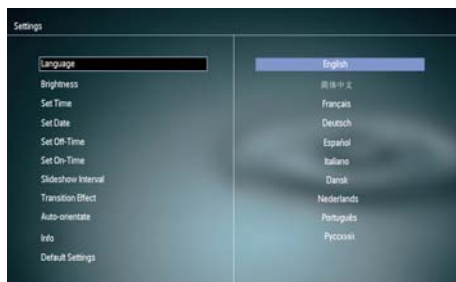 Settings
Language
Brightness
Set Time
Set Date
Set Off-Time
Set On-Time
Slideshow Interval
Transition Effect
Auto-orientate
Info
Default Settings
English
简体中文
Français
Deutsch
Español
Italiano
Dansk
Nederlands
Português